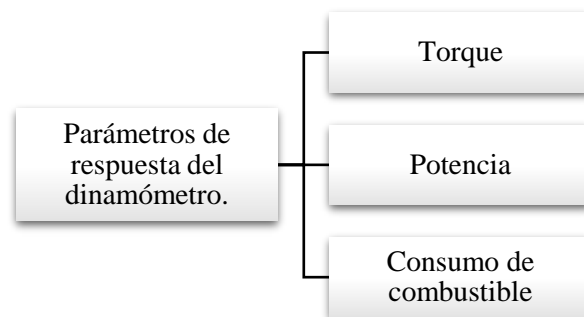 Parámetros de
respuesta del
dinamómetro.
Torque
Potencia
Consumo de
combustible